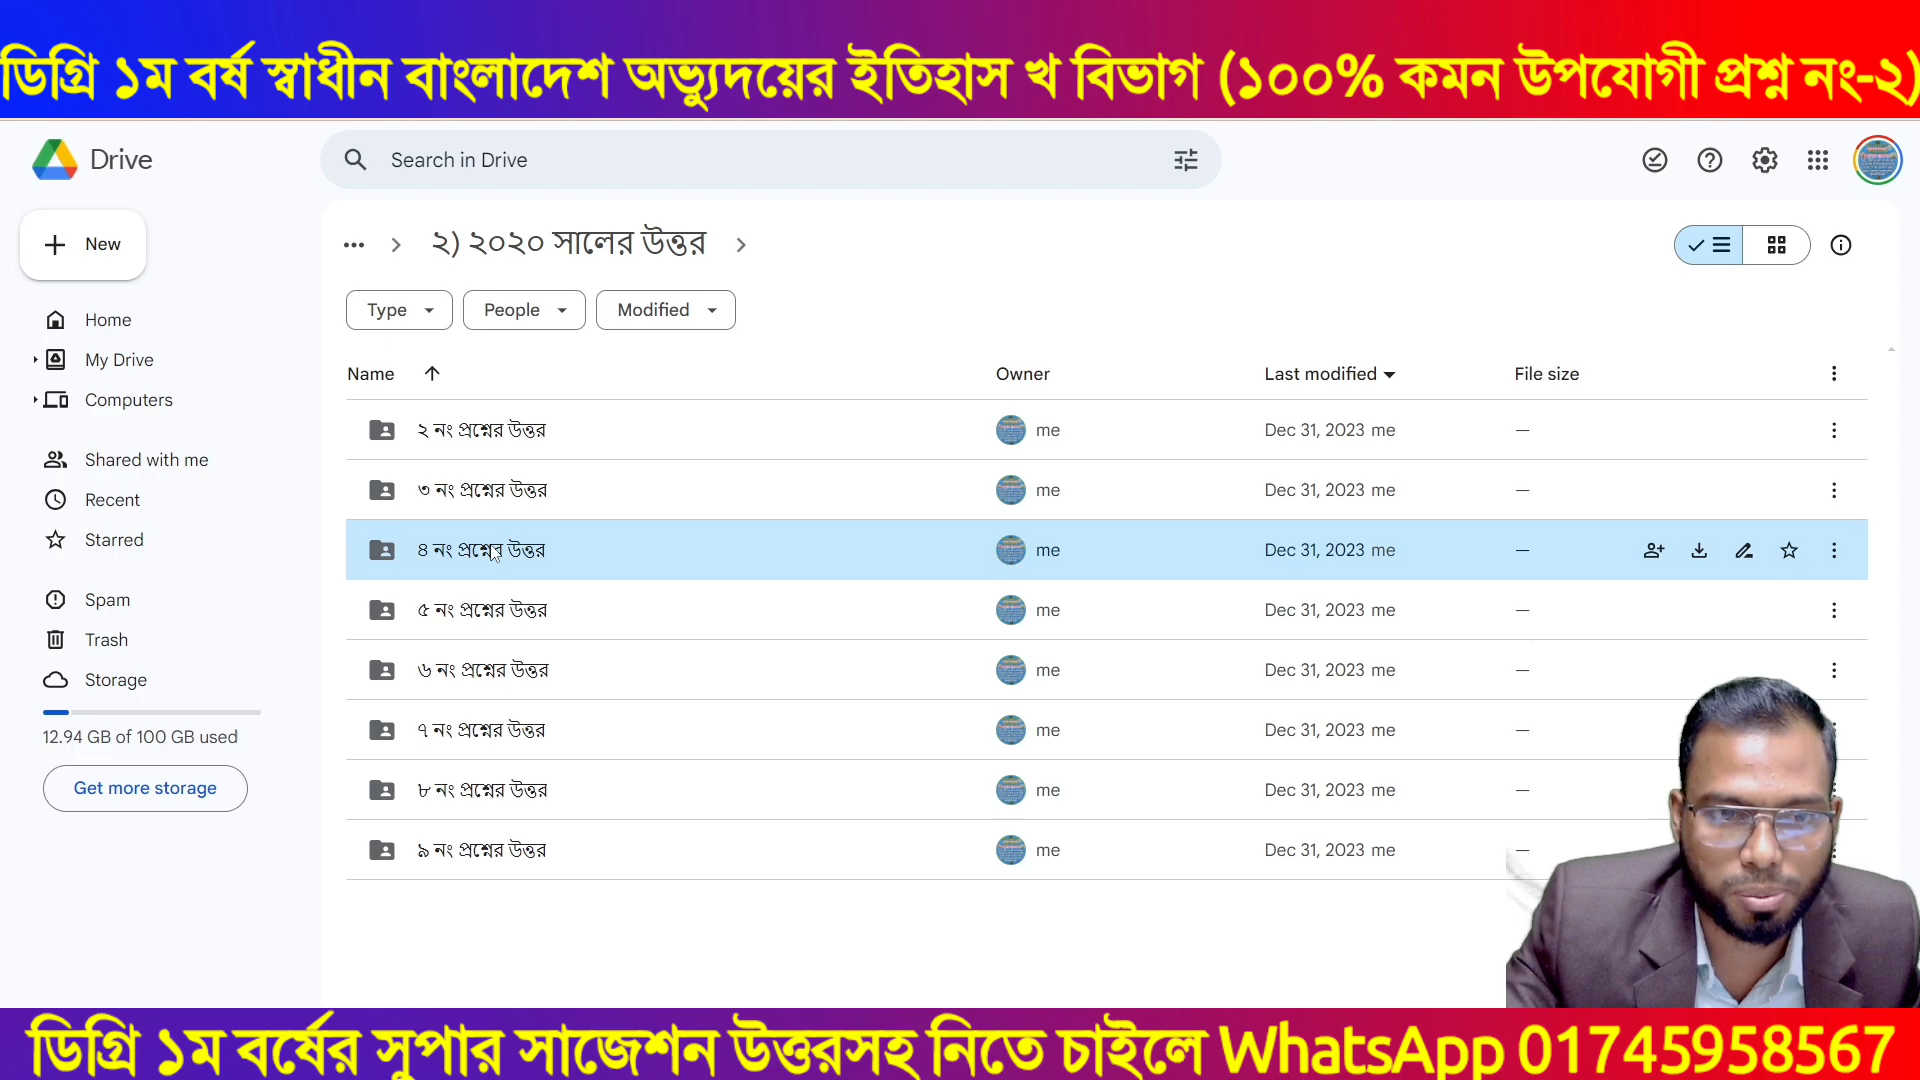 ডিগ্রি ১ম বর্ষ স্বাধীন বাংলাদেশ অভ্যুদয়ের ইতিহাস খ বিভাগ (১০০% কমন উপযোগী প্রশ্ন নং-২)
Drive
Search in Drive
New
২) ২০২০ সালের উত্তর
Type
People
Modified
Home
My Drive
Computers
Shared with me
Recent
Starred
Spam
Trash
Storage
12.94 GB of 100 GB used
Get more storage
Name Owner Last modified File size
২ নং প্রশ্নের উত্তর me Dec 31, 2023 me —
৩ নং প্রশ্নের উত্তর me Dec 31, 2023 me —
৪ নং প্রশ্নের উত্তর me Dec 31, 2023 me —
৫ নং প্রশ্নের উত্তর me Dec 31, 2023 me —
৬ নং প্রশ্নের উত্তর me Dec 31, 2023 me —
৭ নং প্রশ্নের উত্তর me Dec 31, 2023 me —
৮ নং প্রশ্নের উত্তর me Dec 31, 2023 me —
৯ নং প্রশ্নের উত্তর me Dec 31, 2023 me —
ডিগ্রি ১ম বর্ষের সুপার সাজেশন উত্তরসহ নিতে চাইলে WhatsApp 01745958567